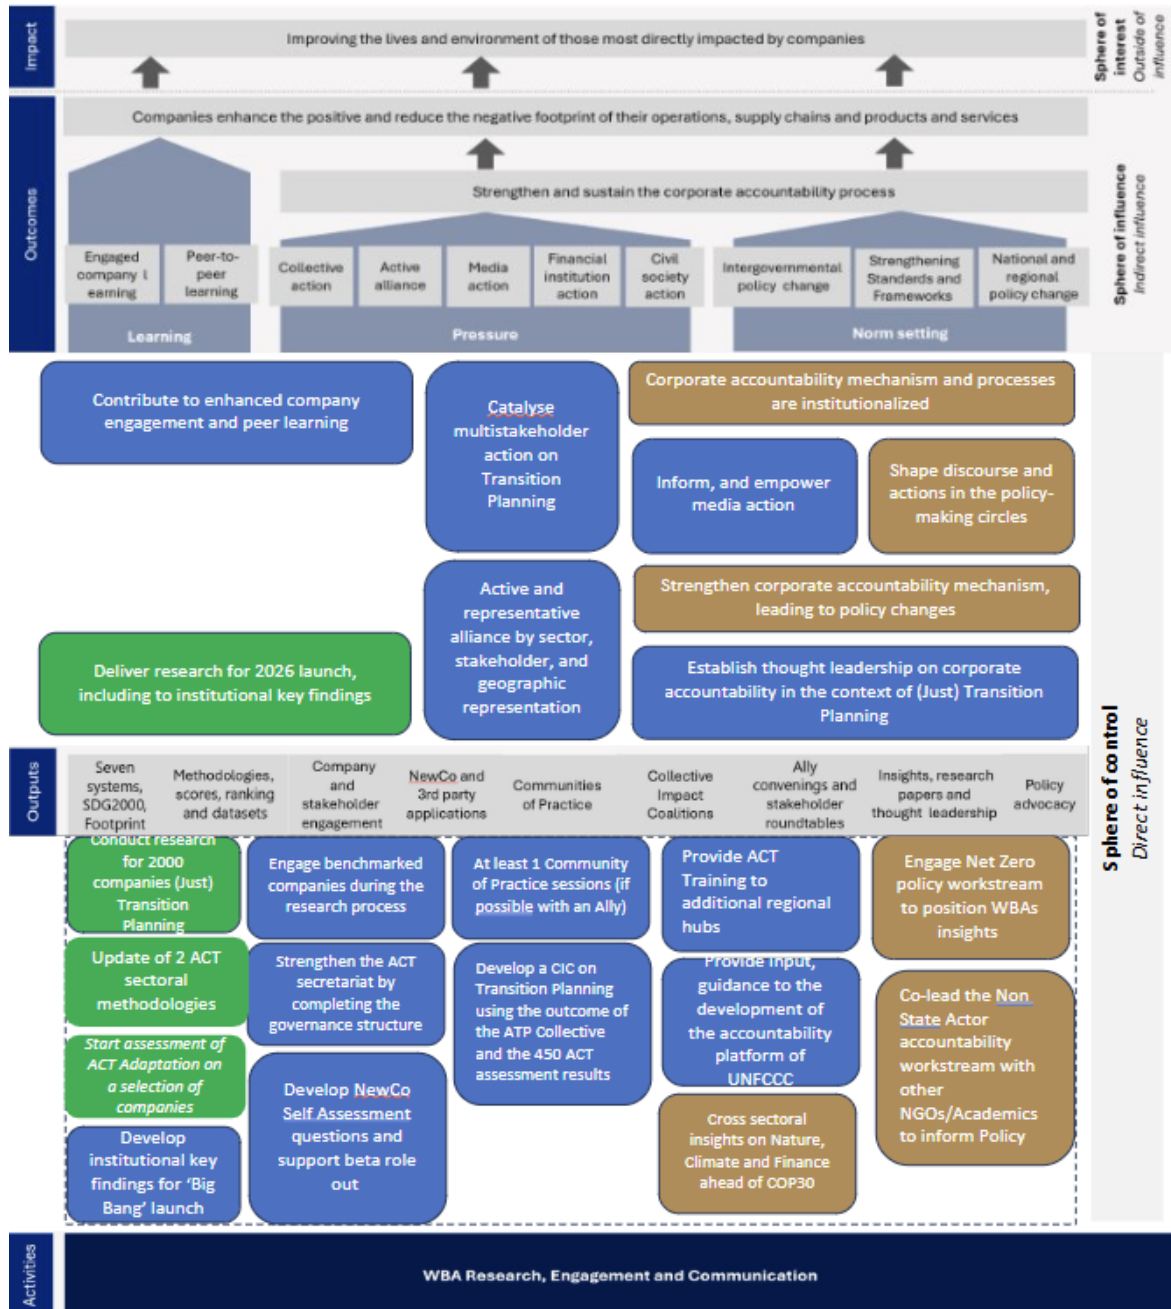 Impact
Improving the lives and environment of those most directly impacted by companies
Sphere of
interest
Outside of
influence
Outcomes
Companies enhance the positive and reduce the negative footprint of their operations, supply chains and products and services
Strengthen and sustain the corporate accountability process
Engaged
company l
earning
Peer-to-
peer
learning
Learning
Collective
action
Active
alliance
Media
action
Financial
institution
action
Civil
society
action
Pressure
Intergovernmental
policy change
Strengthening
Standards and
Frameworks
National and
regional
policy change
Norm setting
Sphere of influence
Indirect influence
Contribute to enhanced company
engagement and peer learning
Catalyse
multistakeholder
action on
Transition
Planning
Corporate accountability mechanism and processes
are institutionalized
Inform, and empower
media action
Shape discourse and
actions in the policy-
making circles
Active and
representative
alliance by sector,
stakeholder, and
geographic
representation
Strengthen corporate accountability mechanism,
leading to policy changes
Deliver research for 2026 launch,
including to institutional key findings
Establish thought leadership on corporate
accountability in the context of (Just) Transition
Planning
Sphere of control
Direct influence
Outputs
Seven
systems,
SDG2000,
Footprint
Methodologies,
scores, ranking
and datasets
Company
and
stakeholder
engagement
NewCo and
3rd party
applications
Communities
of Practice
Collective
Impact
Coalitions
Ally
convenings and
stakeholder
roundtables
Insights, research
papers and
thought leadership
Policy
advocacy
Conduct research
for 2000
companies (Just)
Transition
Planning
Update of 2 ACT
sectoral
methodologies
Start assessment of
ACT Adaptation on
a selection of
companies
Develop
institutional key
findings for ‘Big
Bang’ launch
Engage benchmarked
companies during the
research process
Strengthen the ACT
secretariat by
completing the
governance structure
Develop NewCo
Self Assessment
questions and
support beta role
out
At least 1 Community
of Practice sessions (if
possible with an Ally)
Develop a CIC on
Transition Planning
using the outcome of
the ATP Collective
and the 450 ACT
assessment results
Provide ACT
Training to
additional regional
hubs
Provide input,
guidance to the
development of
the accountability
platform of
UNFCCC
Cross sectoral
insights on Nature,
Climate and Finance
ahead of COP30
Engage Net Zero
policy workstream
to position WBAs
insights
Co-lead the Non
State Actor
accountability
workstream with
other
NGOs/Academics
to inform Policy
Activities
WBA Research, Engagement and Communication